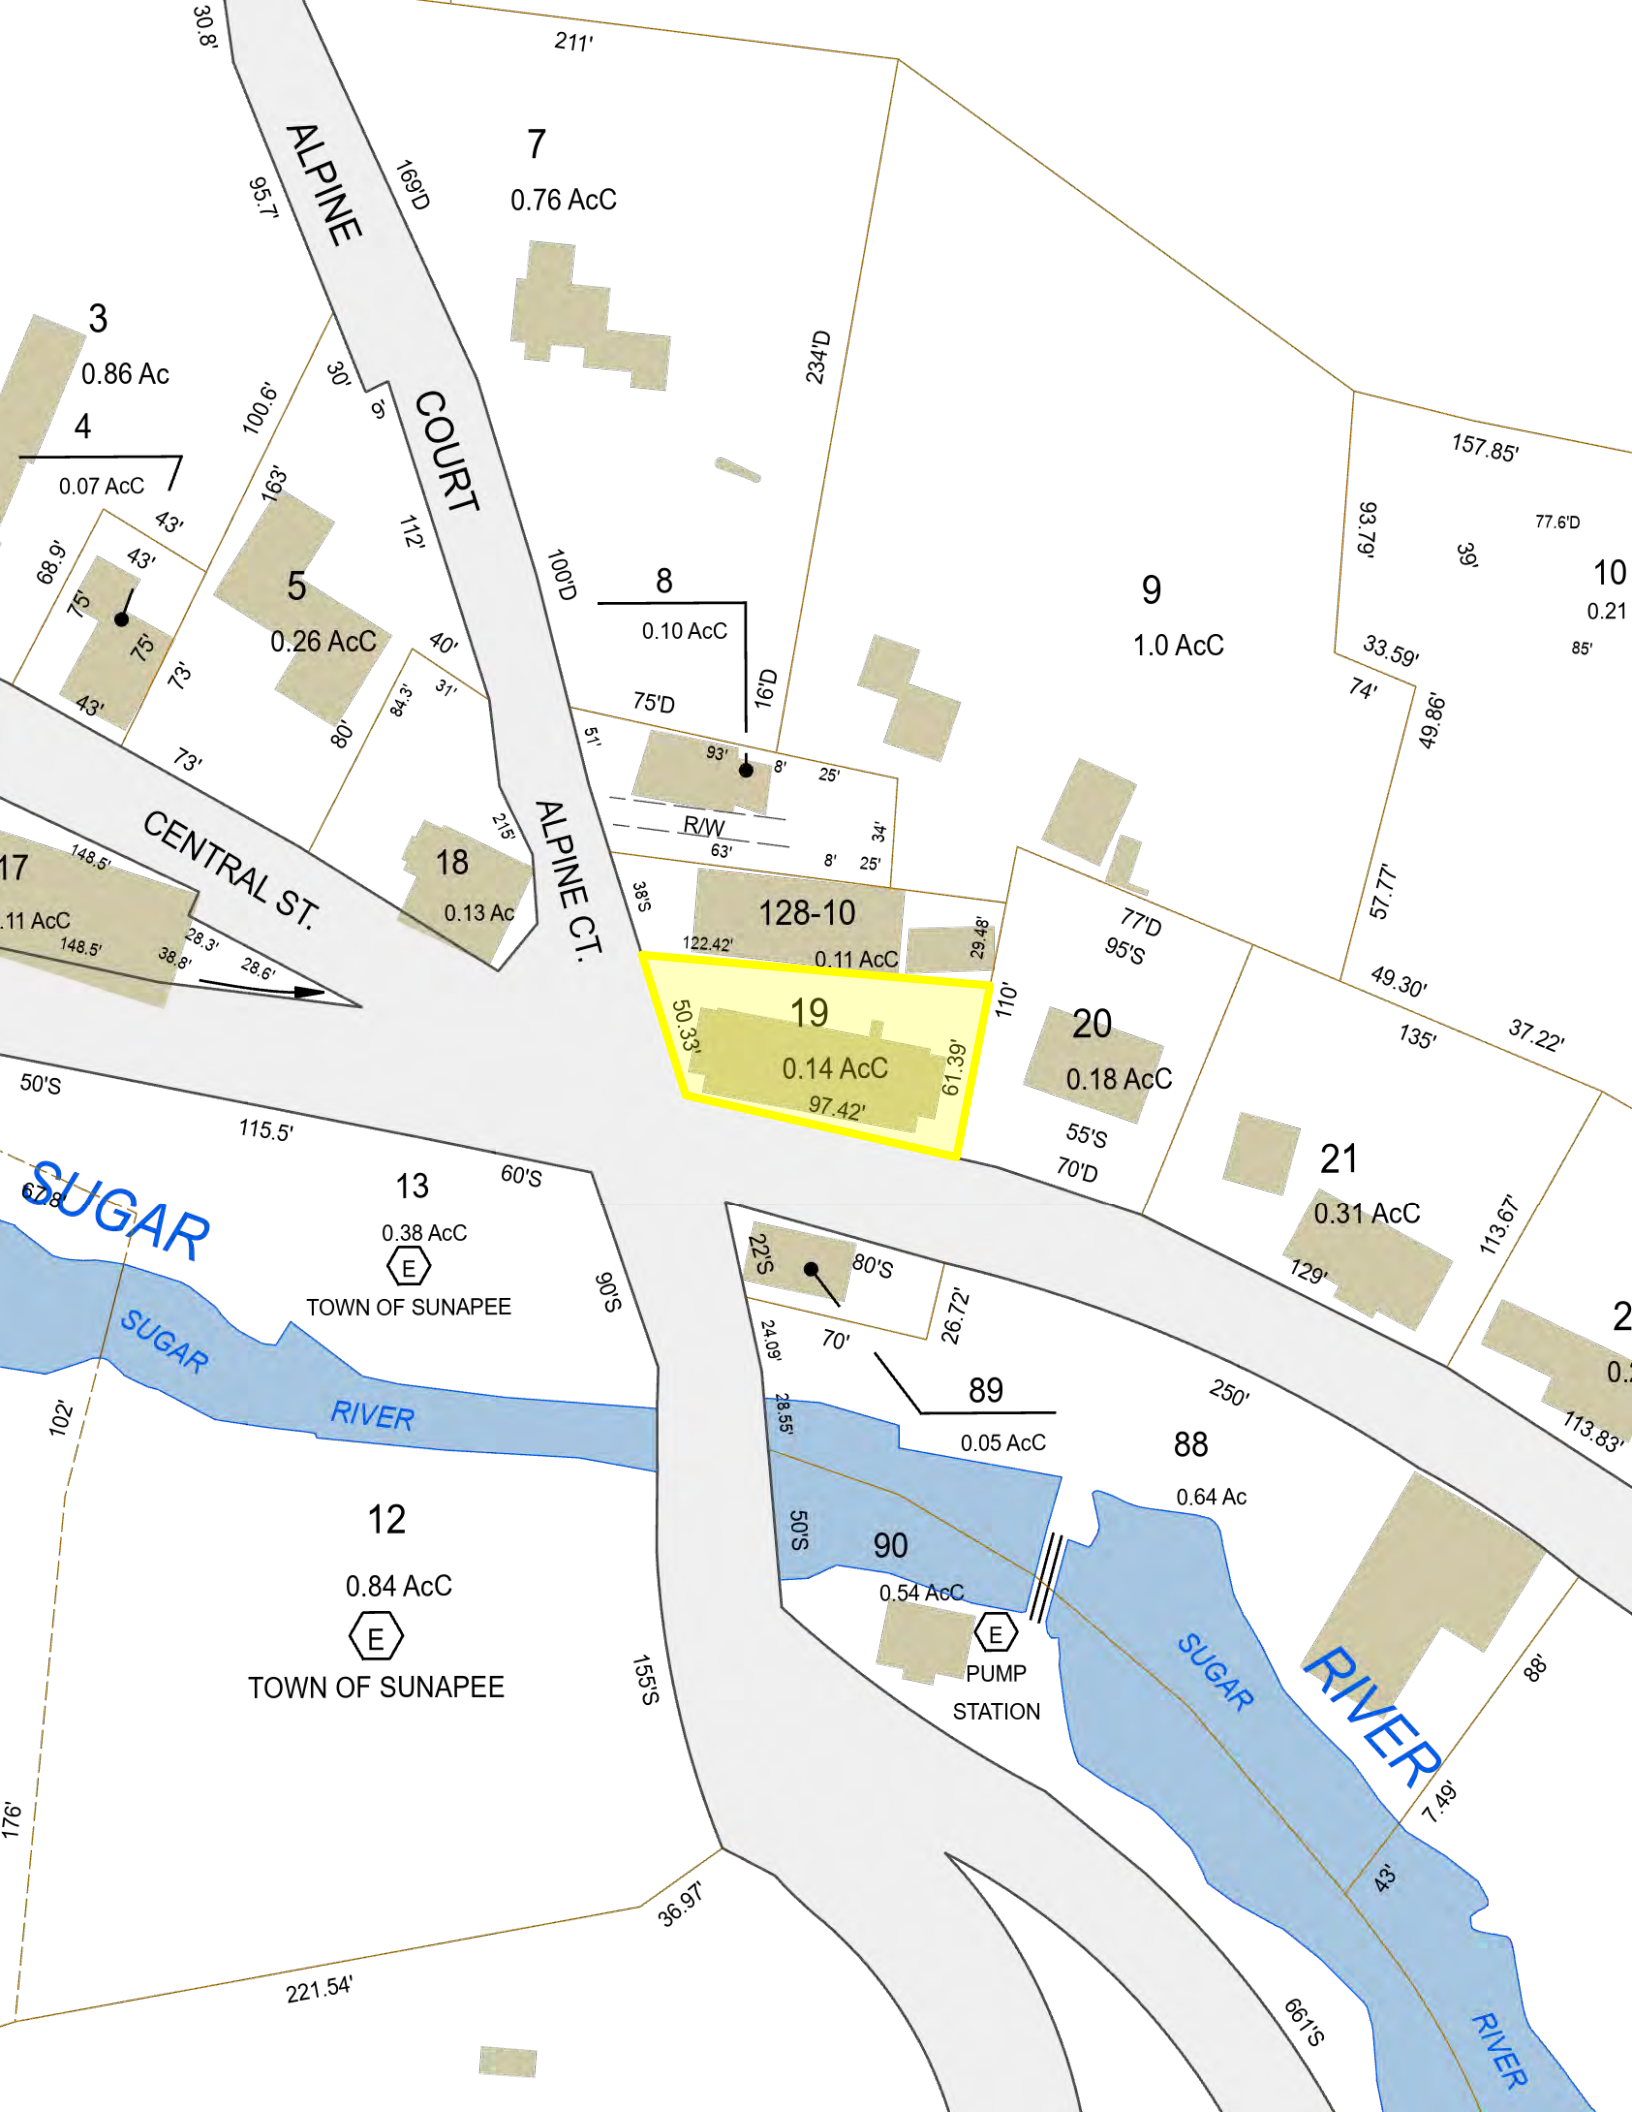 30.8'
211'
ALPINE
7
169'D
95.7'
0.76 AcC
3
0.86 Ac
234'D
30'
6'
100.6'
COURT
4
157.85'
163'
0.07 AcC
43'
112'
93.79'
77.6'D
39'
68.9'
43'
100'D
8
10
5
9
75'
0.21
0.10 AcC
0.26 AcC
40'
1.0 AcC
85'
75'
33.59'
73'
31'
84.3'
16'D
74'
75'D
43'
49.86'
80'
51'
93'
73'
8'
25'
ALPINE CT.
CENTRAL ST.
215'
R/W
34'
63'
148.5'
17
18
8'
25'
57.77'
38'S
0.13 Ac
128-10
77'D
.11 AcC
148.5'
28.3'
122.42'
29.48'
95'S
38.8'
28.6'
0.11 AcC
49.30'
110'
50.33'
19
20
135'
37.22'
0.14 AcC
61.39'
0.18 AcC
50'S
97.42'
115.5'
55'S
60'S
70'D
21
13
67.8'
SUGAR
0.31 AcC
113.67'
0.38 AcC
E
22'S
80'S
129'
TOWN OF SUNAPEE
90'S
26.72'
2
SUGAR
24.09'
70'
0.2
89
250'
102'
RIVER
28.55'
0.05 AcC
88
113.83'
0.64 Ac
12
50'S
90
0.84 AcC
0.54 AcC
E
E
TOWN OF SUNAPEE
PUMP
STATION
155'S
SUGAR
88'
RIVER
176'
7.49'
43'
36.97'
221.54'
661'S
RIVER